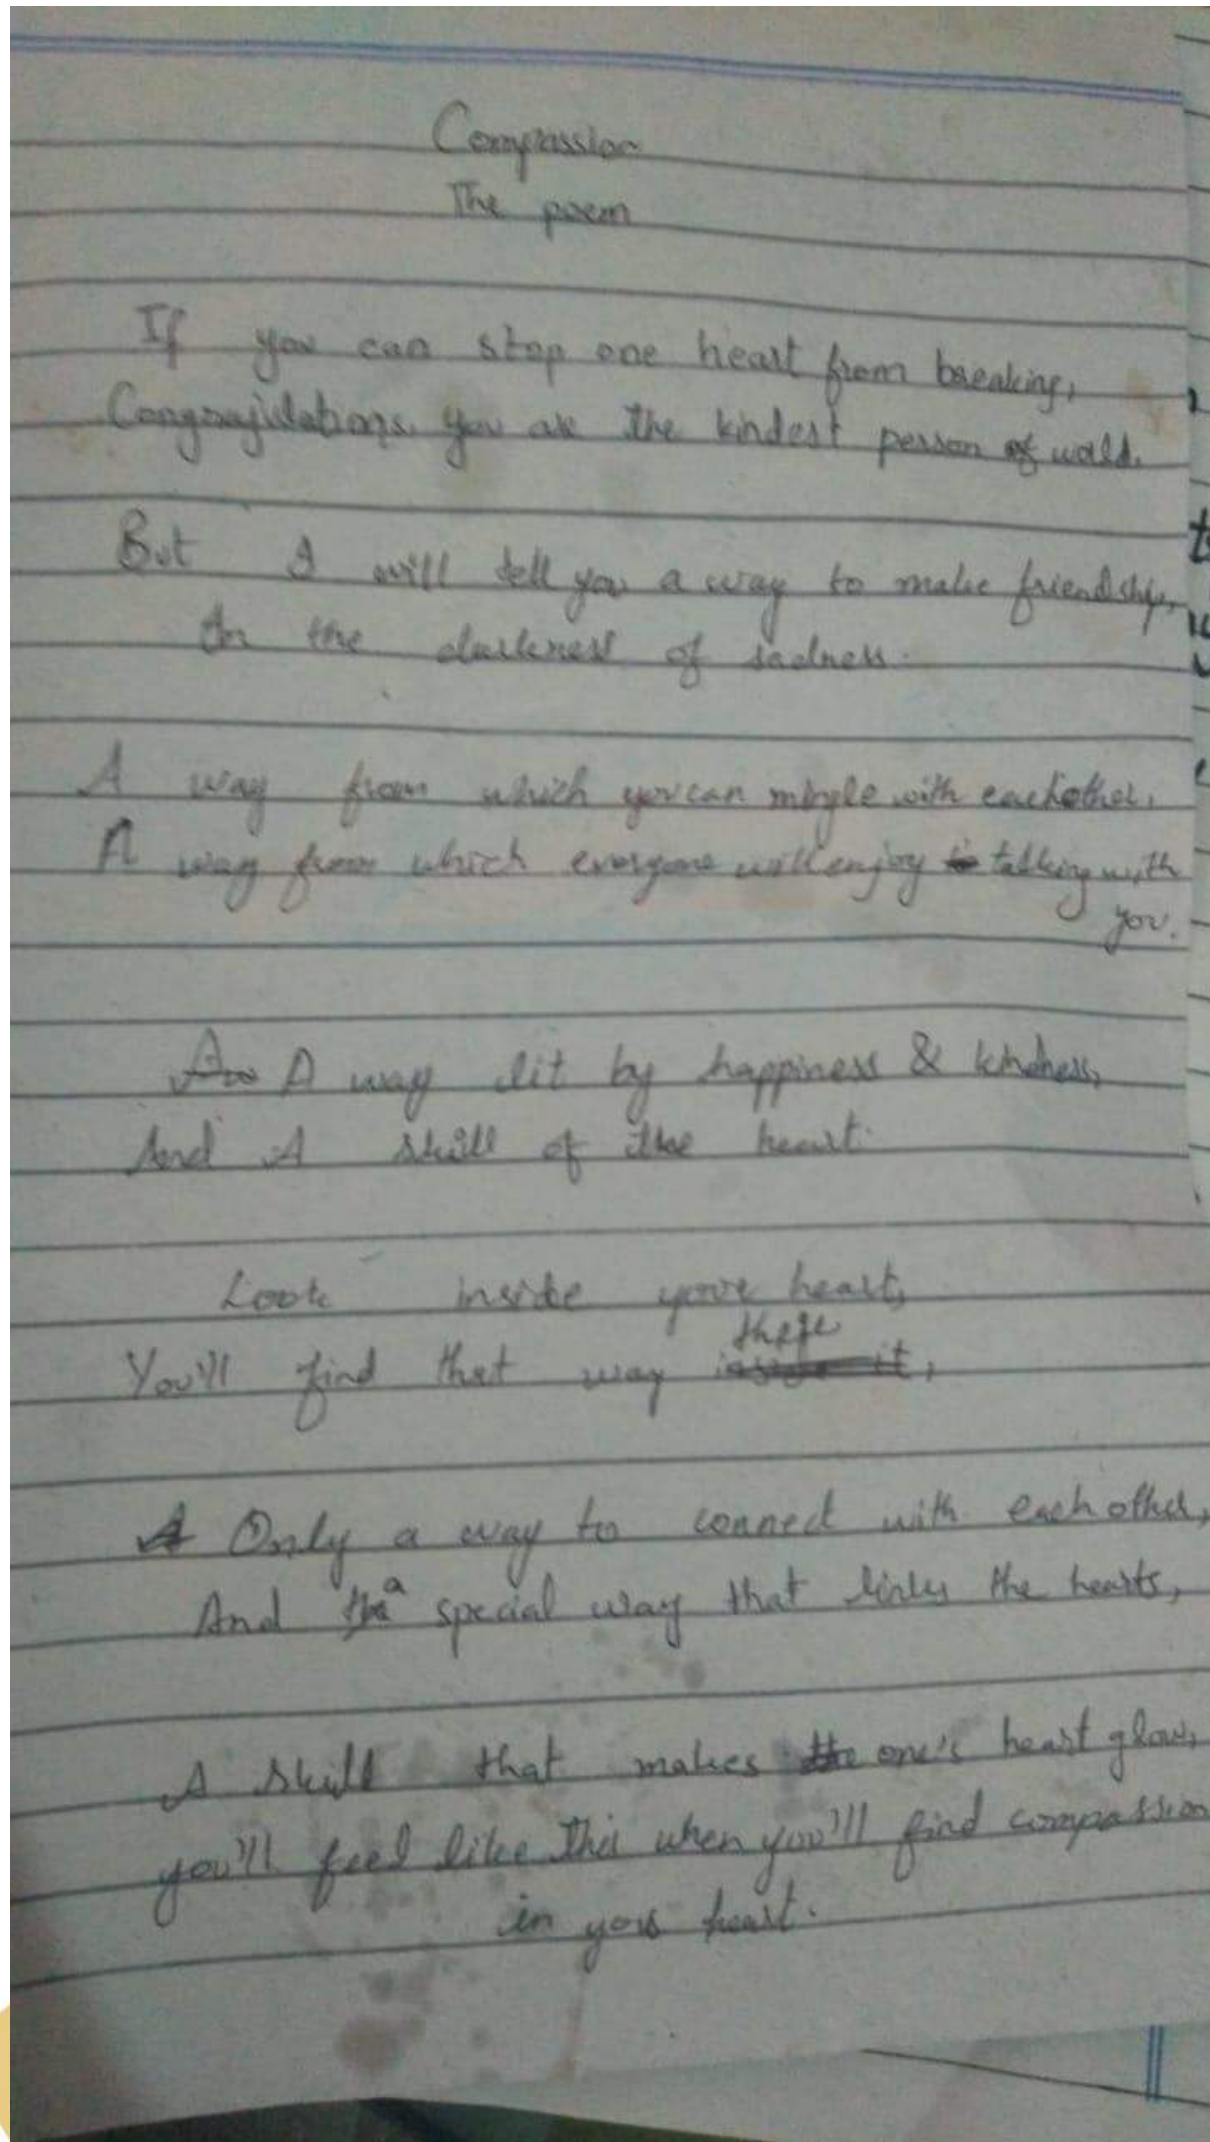 Compassion
The poem
If you can stop one heart from breaking,
Congragulations you are the kindest person of world.
But I will tell you a way to make friendship,
In the darkness of sadness.
A way from which you can mingle with eachother,
A way from which everyone will enjoy talking with
you.
A way lit by happiness & kindness,
And A skill of the heart.
Look inside your heart,
there
You'll find that way
Only a way to connect with each other,
And a special way that links the hearts,
A skill that makes one's heart glow,
you'll feel like this when you'll find compassion
in your heart.